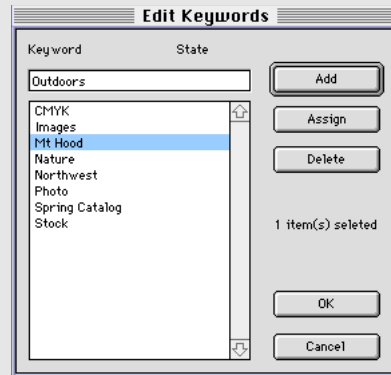 Edit Keywords
Keyword State
Outdoors
Add
CMYK
Images
Mt Hood
Nature
Northwest
Photo
Spring Catalog
Stock
Assign
Delete
1 item(s) seleted
OK
Cancel